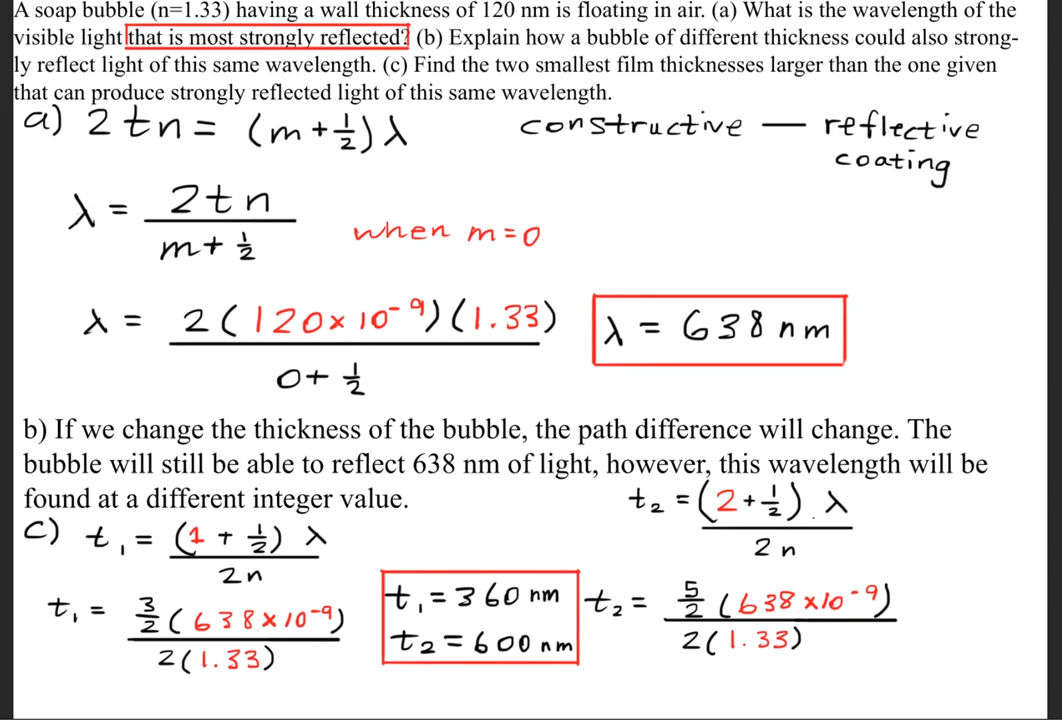 A soap bubble (n=1.33) having a wall thickness of 120 nm is floating in air. (a) What is the wavelength of the
visible light that is most strongly reflected? (b) Explain how a bubble of different thickness could also strong-
ly reflect light of this same wavelength. (c) Find the two smallest film thicknesses larger than the one given
that can produce strongly reflected light of this same wavelength.
a) 2tn = (m + 1/2) λ
constructive — reflective
coating
λ = 2tn / m + 1/2
when m = 0
λ = 2(120 x 10^-9)(1.33) / 0 + 1/2
λ = 638 nm
b) If we change the thickness of the bubble, the path difference will change. The
bubble will still be able to reflect 638 nm of light, however, this wavelength will be
found at a different integer value.
c) t₁ = (1 + 1/2) λ / 2n
t₁ = 3/2 (638 x 10^-9) / 2(1.33)
t₁ = 360 nm
t₂ = 600 nm
t₂ = (2 + 1/2) . λ / 2n
t₂ = 5/2 (638 x 10^-9) / 2(1.33)